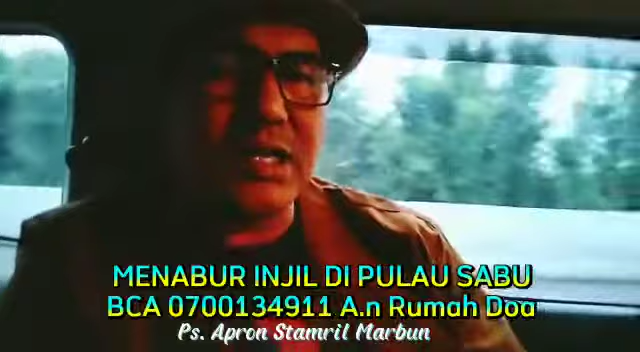 MENABUR INJIL DI PULAU SABU
BCA 0700134911 A.n Rumah Doa
Ps. Apron Stamril Marbun